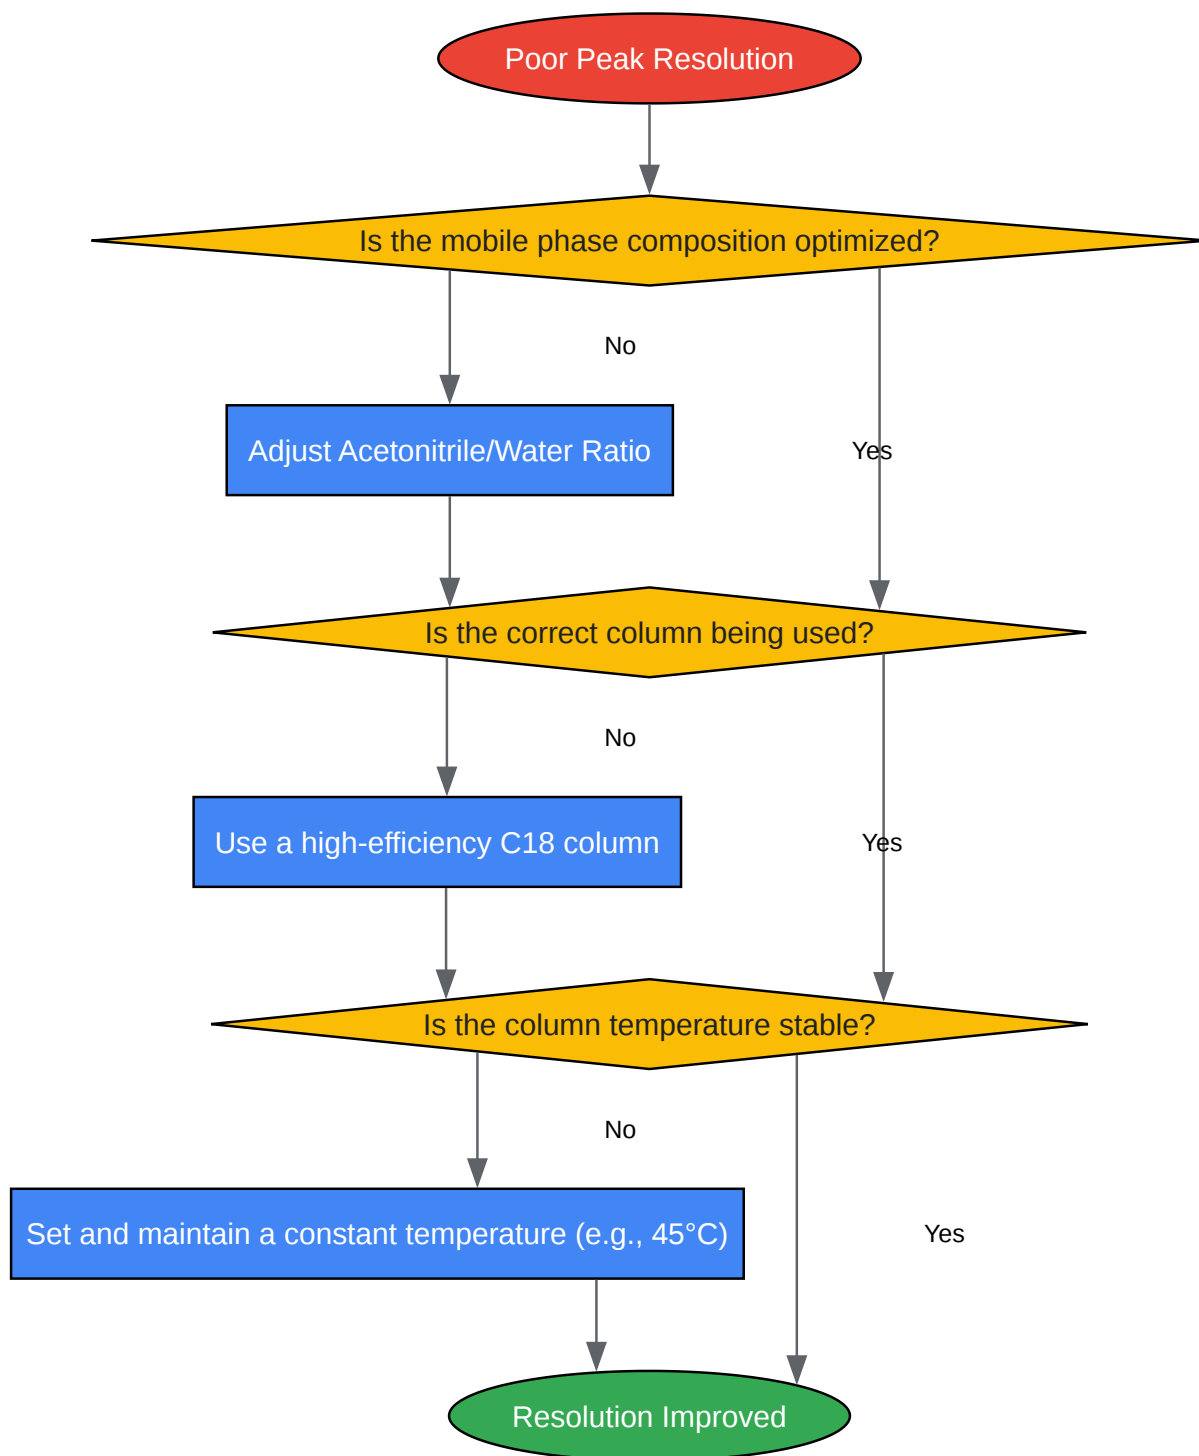 Poor Peak Resolution
Is the mobile phase composition optimized?
No
Adjust Acetonitrile/Water Ratio
Yes
Is the correct column being used?
No
Use a high-efficiency C18 column
Yes
Is the column temperature stable?
No
Set and maintain a constant temperature (e.g., 45°C)
Yes
Resolution Improved